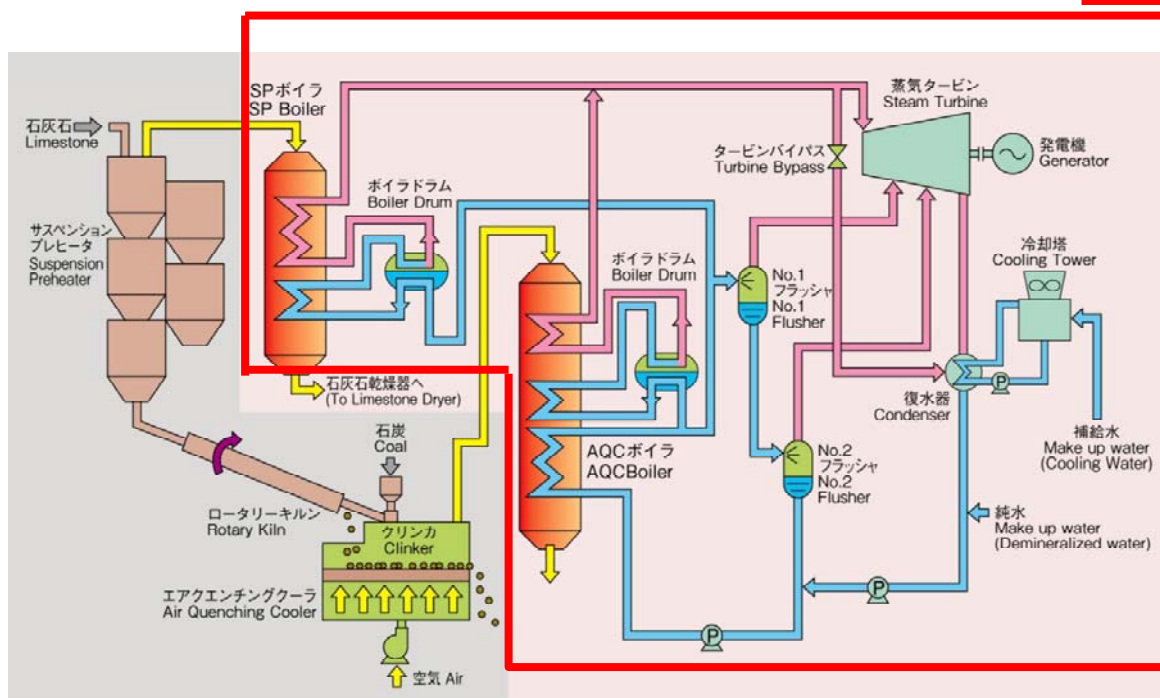 SPボイラ
SP Boiler
石灰石
Limestone
サスペンション
プレヒータ
Suspension
Preheater
ボイラドラム
Boiler Drum
石灰石乾燥器へ
(To Limestone Dryer)
石炭
Coal
ロータリーキルン
Rotary Kiln
クリンカ
Clinker
エアクエンチングクーラ
Air Quenching Cooler
空気 Air
ボイラドラム
Boiler Drum
AQCボイラ
AQCBoiler
タービンバイパス
Turbine Bypass
蒸気タービン
Steam Turbine
発電機
Generator
冷却塔
Cooling Tower
No.1
フラッシャ
No.1
Flusher
No.2
フラッシャ
No.2
Flusher
復水器
Condenser
P
補給水
Make up water
(Cooling Water)
純水
Make up water
(Demineralized water)
P
P